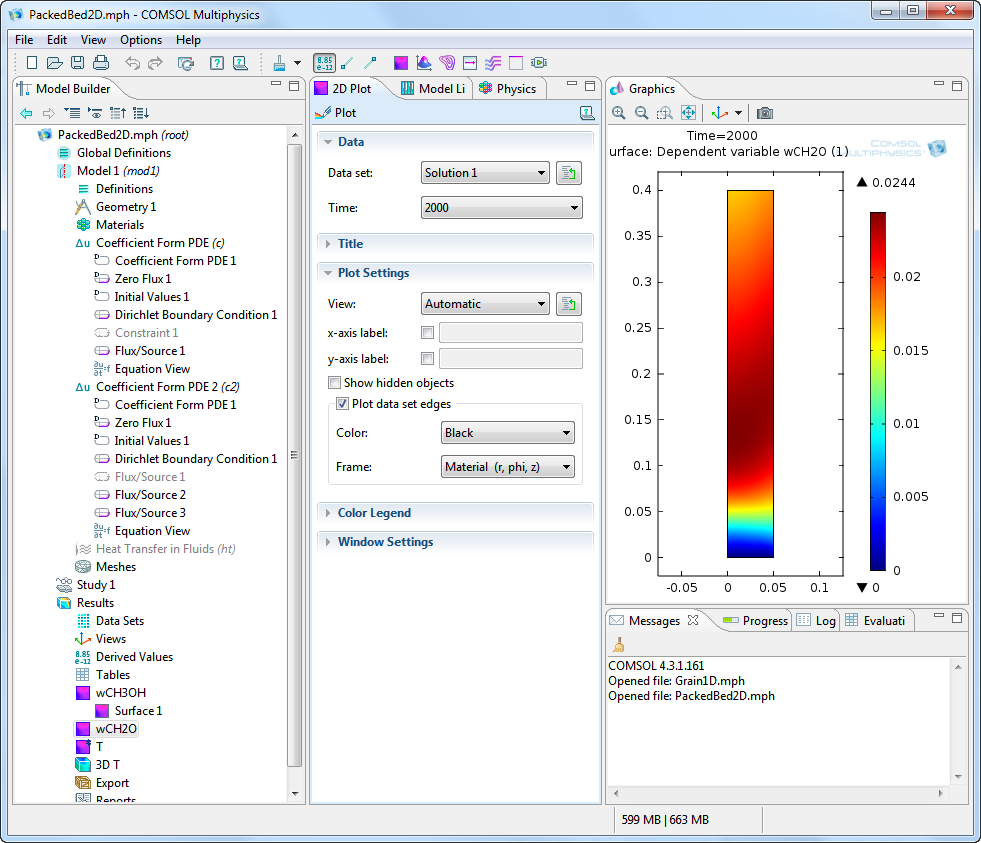 PackedBed2D.mph - COMSOL Multiphysics
File Edit View Options Help
Model Builder
PackedBed2D.mph (root)
Global Definitions
Model 1 (mod1)
Definitions
Geometry 1
Materials
Δu Coefficient Form PDE (c)
Coefficient Form PDE 1
Zero Flux 1
Initial Values 1
Dirichlet Boundary Condition 1
Constraint 1
Flux/Source 1
Equation View
Δu Coefficient Form PDE 2 (c2)
Coefficient Form PDE 1
Zero Flux 1
Initial Values 1
Dirichlet Boundary Condition 1
Flux/Source 1
Flux/Source 2
Flux/Source 3
Equation View
Heat Transfer in Fluids (ht)
Meshes
Study 1
Results
Data Sets
Views
8.85 e-12 Derived Values
Tables
wCH3OH
Surface 1
wCH2O
T
3D T
Export
Reports
8.85
e-12
2D Plot Model Li Physics
Plot
Data
Data set: Solution 1
Time: 2000
Title
Plot Settings
View: Automatic
x-axis label:
y-axis label:
Show hidden objects
Plot data set edges
Color: Black
Frame: Material (r, phi, z)
Color Legend
Window Settings
Graphics
Time=2000
urface: Dependent variable wCH2O (1)
COMSOL
MULTIPHYSICS
▲ 0.0244
0.4
0.35
0.3
0.25
0.2
0.15
0.1
0.05
0
-0.05 0 0.05 0.1
0.02
0.015
0.01
0.005
0
▼ 0
Messages Progress Log Evaluati
COMSOL 4.3.1.161
Opened file: Grain1D.mph
Opened file: PackedBed2D.mph
599 MB | 663 MB